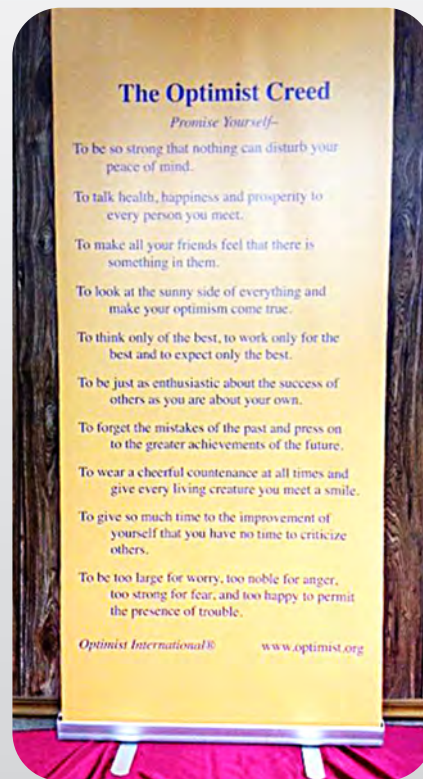 The Optimist Creed
Promise Yourself–
To be so strong that nothing can disturb your
peace of mind.
To talk health, happiness and prosperity to
every person you meet.
To make all your friends feel that there is
something in them.
To look at the sunny side of everything and
make your optimism come true.
To think only of the best, to work only for the
best and to expect only the best.
To be just as enthusiastic about the success of
others as you are about your own.
To forget the mistakes of the past and press on
to the greater achievements of the future.
To wear a cheerful countenance at all times and
give every living creature you meet a smile.
To give so much time to the improvement of
yourself that you have no time to criticize
others.
To be too large for worry, too noble for anger,
too strong for fear, and too happy to permit
the presence of trouble.
Optimist International® www.optimist.org